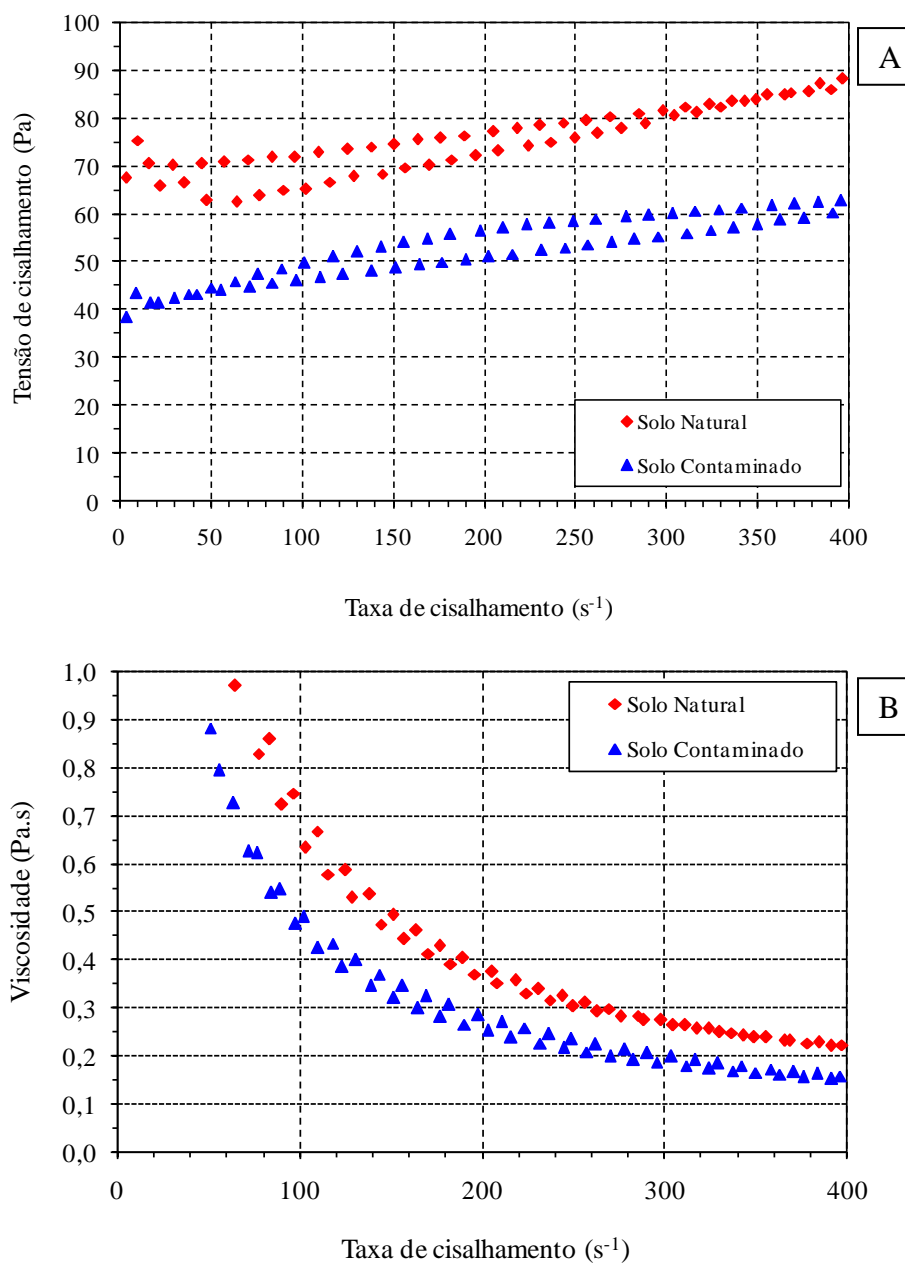 A
Tensão de cisalhamento (Pa)
100
90
80
70
60
50
40
30
20
10
0
Solo Natural
Solo Contaminado
0 50 100 150 200 250 300 350 400
Taxa de cisalhamento (s⁻¹)
B
Viscosidade (Pa.s)
1,0
0,9
0,8
0,7
0,6
0,5
0,4
0,3
0,2
0,1
0,0
Solo Natural
Solo Contaminado
0 100 200 300 400
Taxa de cisalhamento (s⁻¹)